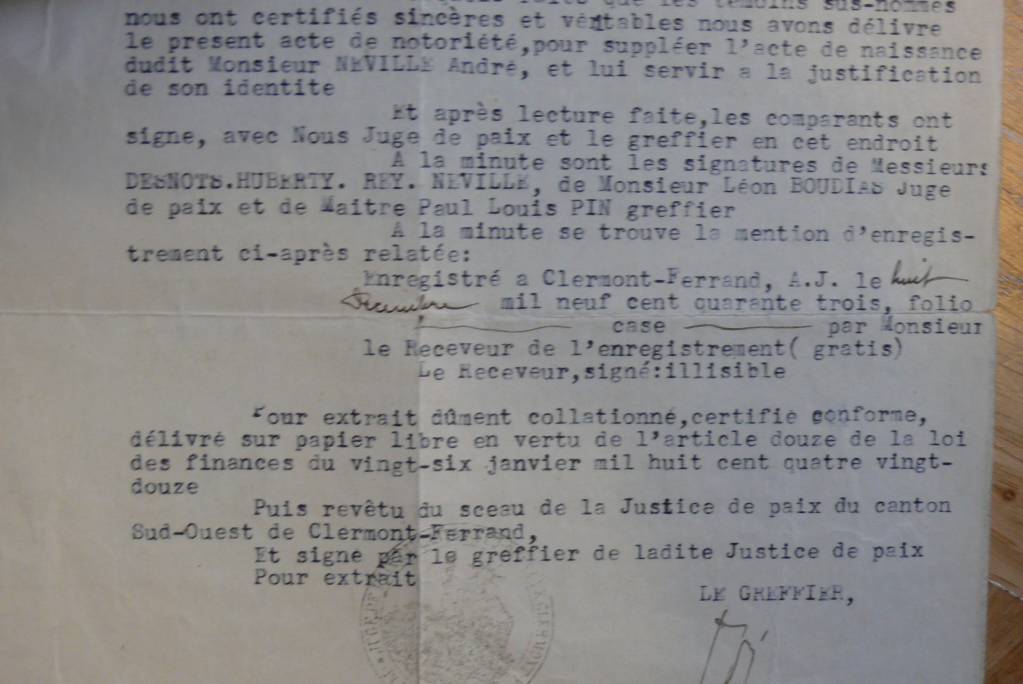 que les témoins sus-nommés
nous ont certifiés sincères et véritables nous avons délivre
le present acte de notoriété,pour suppléer l'acte de naissance
dudit Monsieur NEVILLE André, et lui servir a la justification
de son identite
Et après lecture faite,les comparants ont
signe, avec Nous Juge de paix et le greffier en cet endroit
A la minute sont les signatures de Messieurs
DESNOTS.HUBERTY. REY. NEVILLE, de Monsieur Léon BOUDIAS Juge
de paix et de Maitre Paul Louis PIN greffier
A la minute se trouve la mention d'enregis-
trement ci-après relatée:
Enregistré a Clermont-Ferrand, A.J. le huit
Decembre mil neuf cent quarante trois, folio
case par Monsieur
le Receveur de l'enregistrement( gratis)
Le Receveur,signé:illisible
Pour extrait dûment collationné,certifie conforme,
délivré sur papier libre en vertu de l'article douze de la loi
des finances du vingt-six janvier mil huit cent quatre vingt-
douze
Puis revêtu du sceau de la Justice de paix du canton
Sud-Ouest de Clermont-Ferrand,
Et signe par le greffier de ladite Justice de paix
Pour extrait
LE GREFFIER,